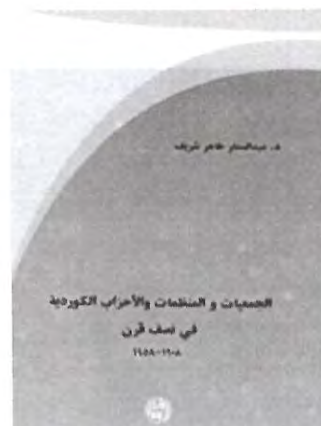 د. عبدالستار طاهر شريف
الجمعيات و المنظمات والأحزاب الكوردية
في نصف قرن
١٩٠٨-١٩٥٨